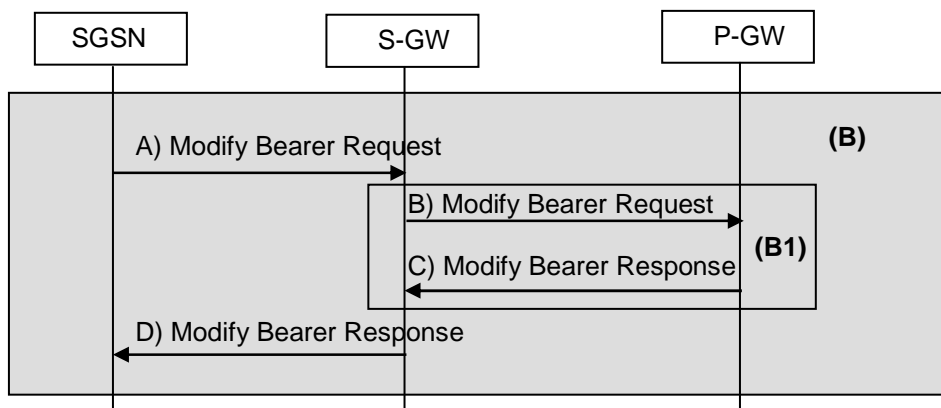 SGSN
S-GW
P-GW
(B)
A) Modify Bearer Request
B) Modify Bearer Request
(B1)
C) Modify Bearer Response
D) Modify Bearer Response